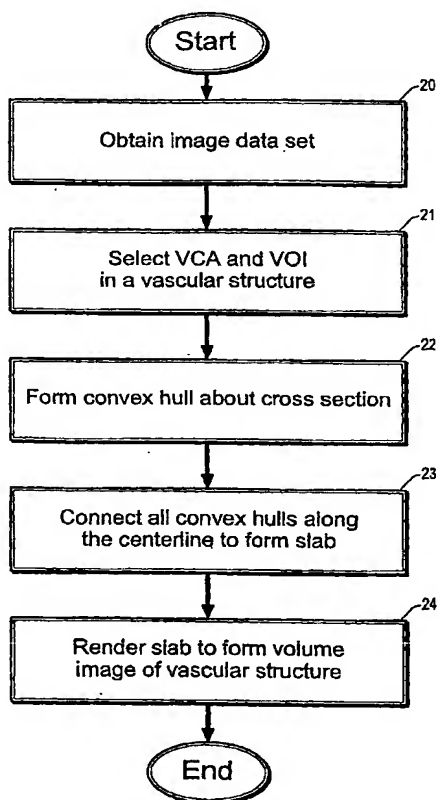 Start
20
Obtain image data set
21
Select VCA and VOI
in a vascular structure
22
Form convex hull about cross section
23
Connect all convex hulls along
the centerline to form slab
24
Render slab to form volume
image of vascular structure
End